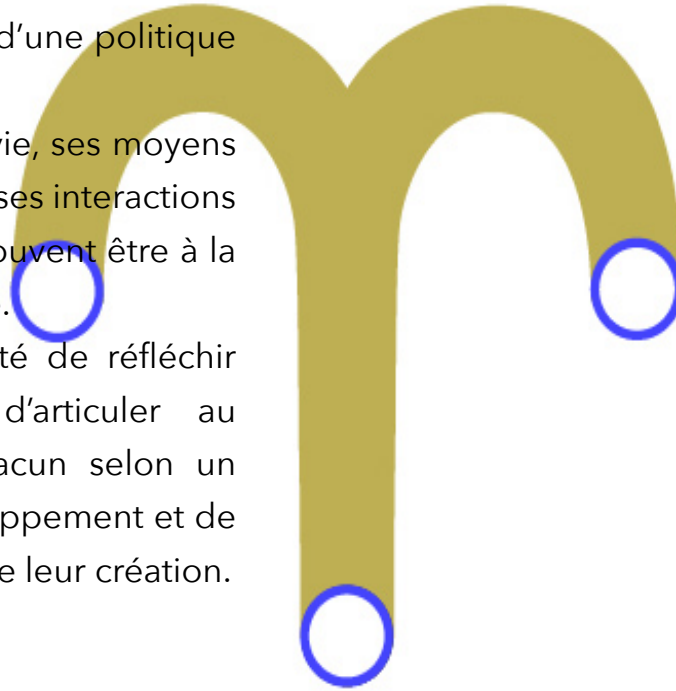 d’une politique
vie, ses moyens
ses interactions
ouvent être à la
.
té de réfléchir
d’articuler au
acun selon un
ppement et de
e leur création.